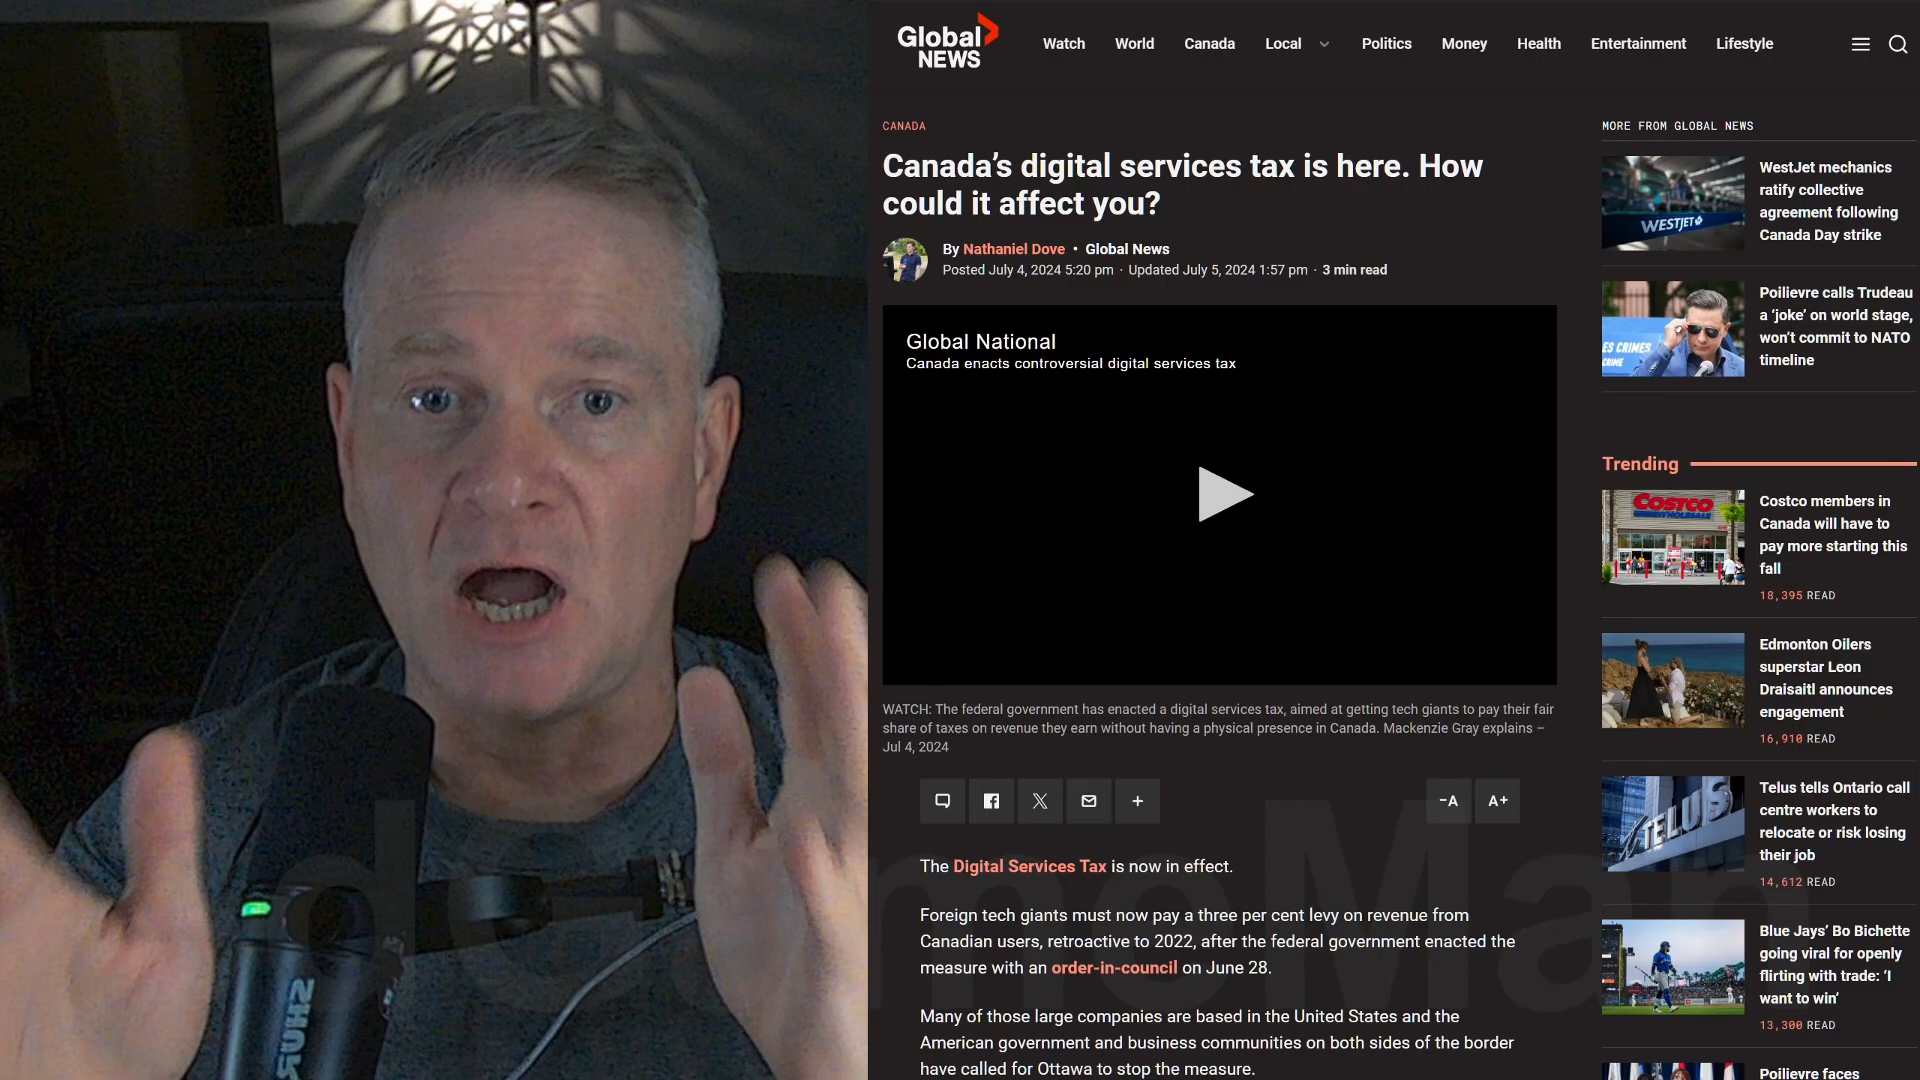 Global
NEWS
Watch
World
Canada
Local
Politics
Money
Health
Entertainment
Lifestyle
CANADA
Canada's digital services tax is here. How
could it affect you?
By Nathaniel Dove • Global News
Posted July 4, 2024 5:20 pm · Updated July 5, 2024 1:57 pm · 3 min read
Global National
Canada enacts controversial digital services tax
WATCH: The federal government has enacted a digital services tax, aimed at getting tech giants to pay their fair
share of taxes on revenue they earn without having a physical presence in Canada. Mackenzie Gray explains –
Jul 4, 2024
-A
A+
The Digital Services Tax is now in effect.
Foreign tech giants must now pay a three per cent levy on revenue from
Canadian users, retroactive to 2022, after the federal government enacted the
measure with an order-in-council on June 28.
Many of those large companies are based in the United States and the
American government and business communities on both sides of the border
have called for Ottawa to stop the measure.
MORE FROM GLOBAL NEWS
WESTJET
WestJet mechanics
ratify collective
agreement following
Canada Day strike
ES CRIMES,
CRIME
Poilievre calls Trudeau
a 'joke' on world stage,
won't commit to NATO
timeline
Trending
COSTCO
WHOLESALE
Costco members in
Canada will have to
pay more starting this
fall
18,395 READ
Edmonton Oilers
superstar Leon
Draisaitl announces
engagement
16,910 READ
TELUS
Telus tells Ontario call
centre workers to
relocate or risk losing
their job
14,612 READ
Blue Jays' Bo Bichette
going viral for openly
flirting with trade: 'I
want to win'
13,300 READ
Poilievre faces
SHUR